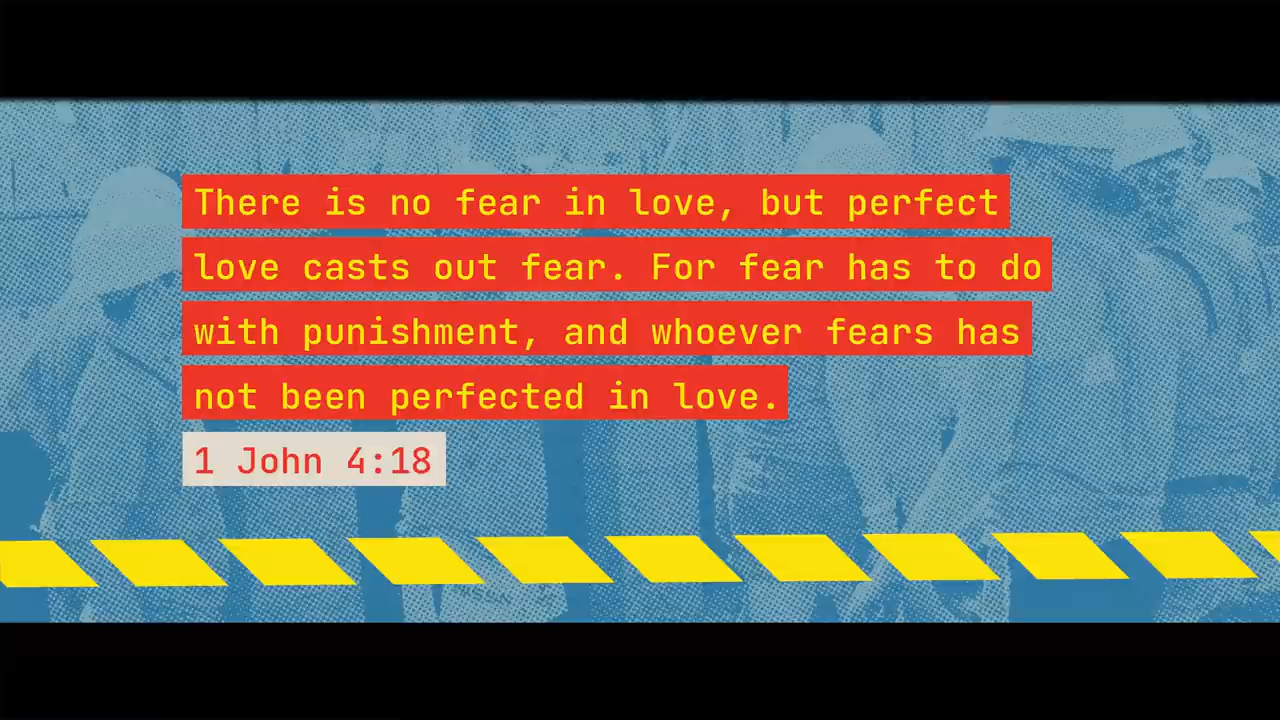 There is no fear in love, but perfect
love casts out fear. For fear has to do
with punishment, and whoever fears has
not been perfected in love.
1 John 4:18